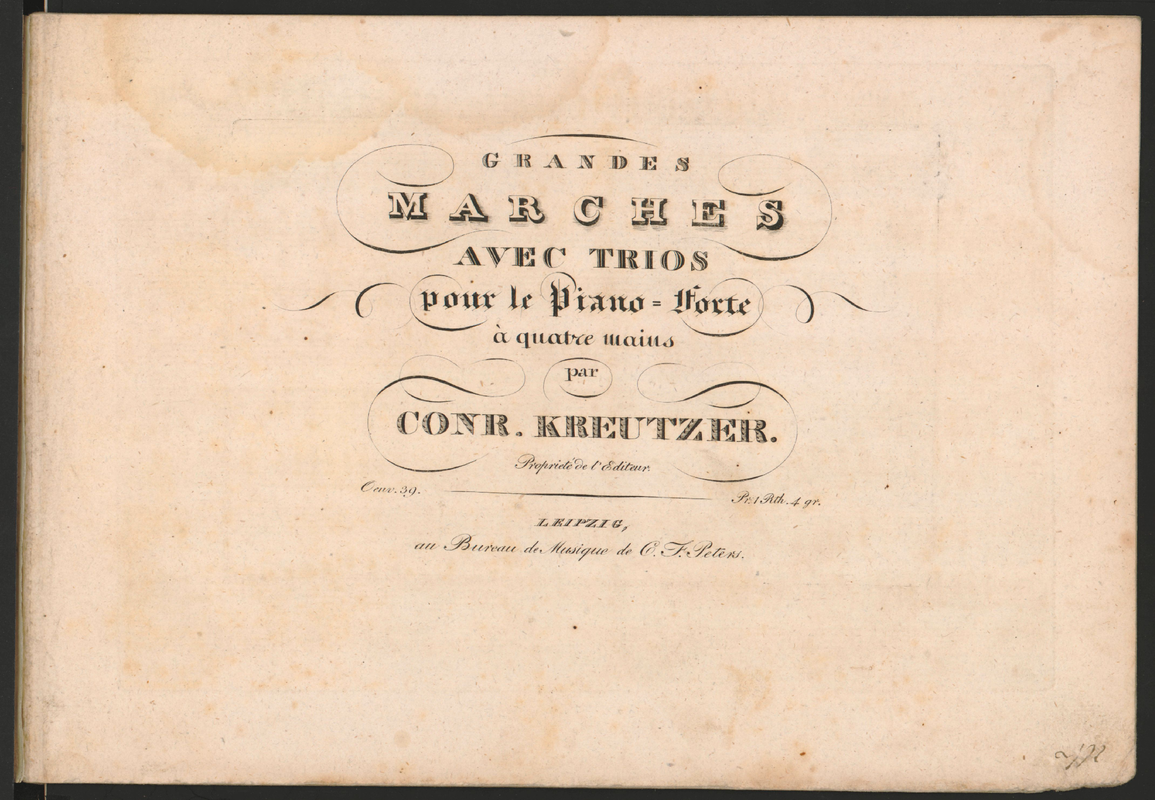 GRANDES
MARCHES
AVEC TRIOS
pour le Piano=Forte
à quatre mains
par
CONR. KREUTZER.
Proprieté de l'Editeur.
Oeuv. 39.
Pr. 1 Rth. 4 gr.
LEIPZIG,
au Bureau de Musique de C. F. Peters.